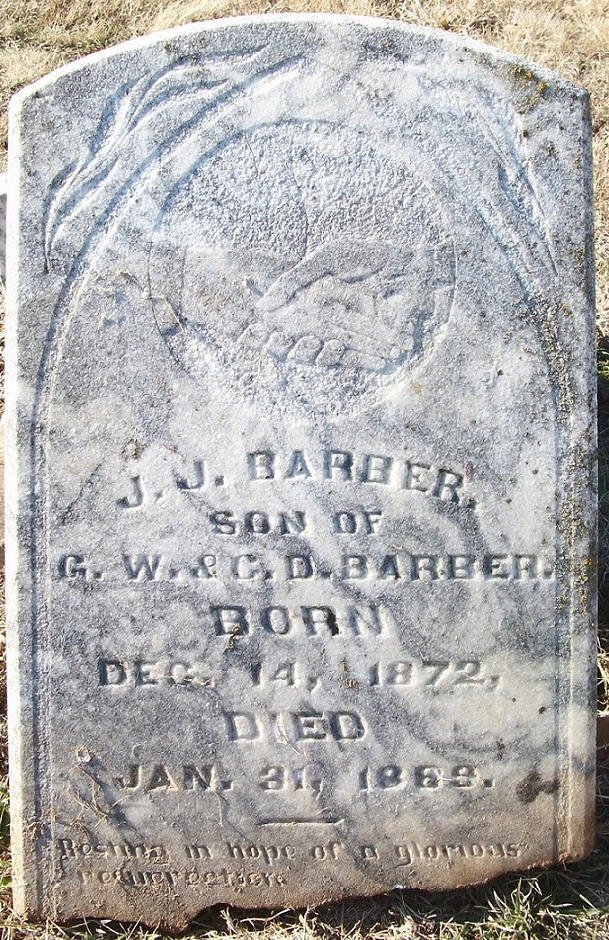 J. J. BARBER,
SON OF
G. W. & C. D. BARBER.
BORN
DEC. 14, 1872,
DIED
JAN. 31, 1889.
Resting in hope of a glorious
resurrection.